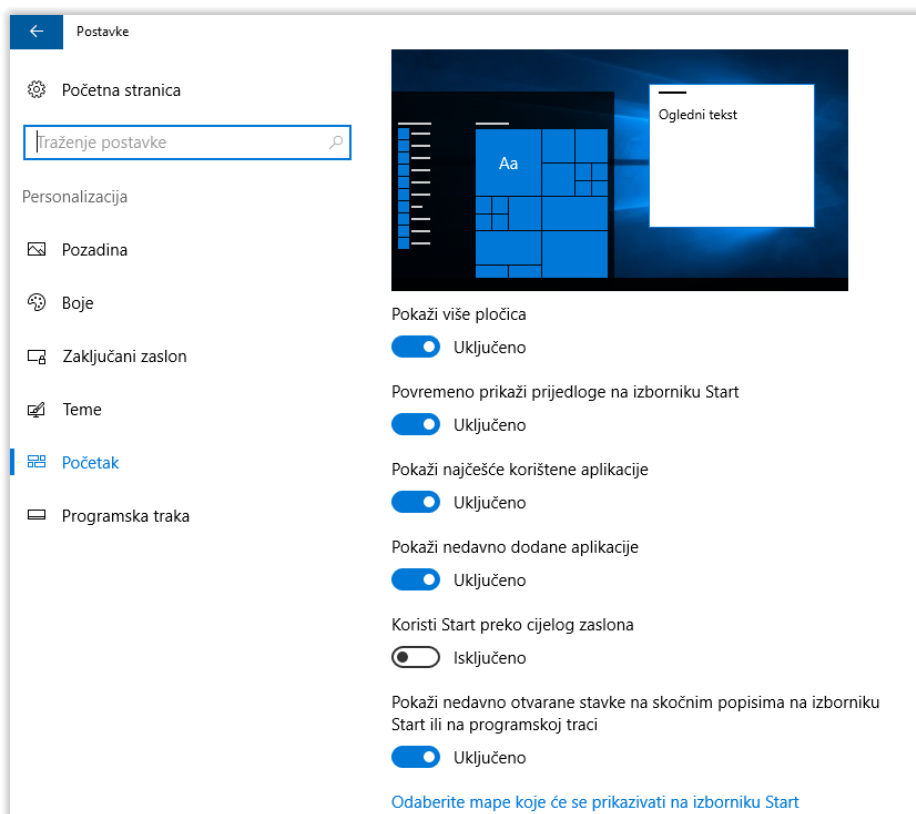 Postavke
Početna stranica
Traženje postavke
Personalizacija
Pozadina
Boje
Zaključani zaslon
Teme
Početak
Programska traka
Ogledni tekst
Aa
Pokaži više pločica
Uključeno
Povremeno prikaži prijedloge na izborniku Start
Uključeno
Pokaži najčešće korištene aplikacije
Uključeno
Pokaži nedavno dodane aplikacije
Uključeno
Koristi Start preko cijelog zaslona
Isključeno
Pokaži nedavno otvarane stavke na skočnim popisima na izborniku
Start ili na programskoj traci
Uključeno
Odaberite mape koje će se prikazivati na izborniku Start